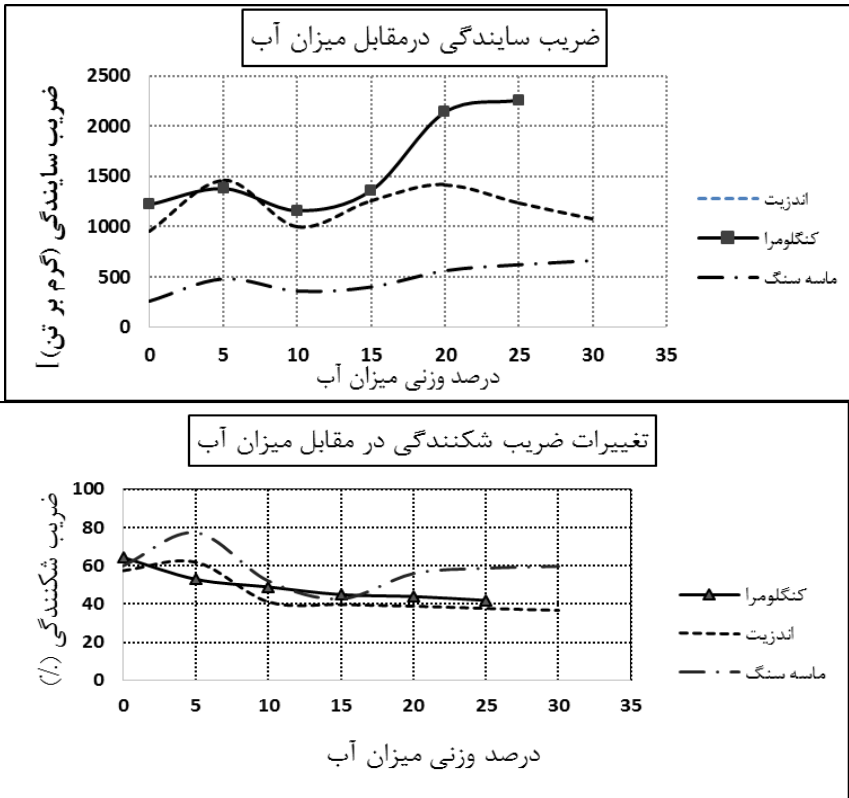 ضریب سایندگی درمقابل میزان آب
ضریب سایندگی (گرم بر تن)]
2500
2000
1500
1000
500
0
0 5 10 15 20 25 30 35
درصد وزنی میزان آب
اندزیت
کنگلومرا
ماسه سنگ
تغییرات ضریب شکنندگی در مقابل میزان آب
ضریب شکنندگی (٪)
100
80
60
40
20
0
0 5 10 15 20 25 30 35
درصد وزنی میزان آب
کنگلومرا
اندزیت
ماسه سنگ